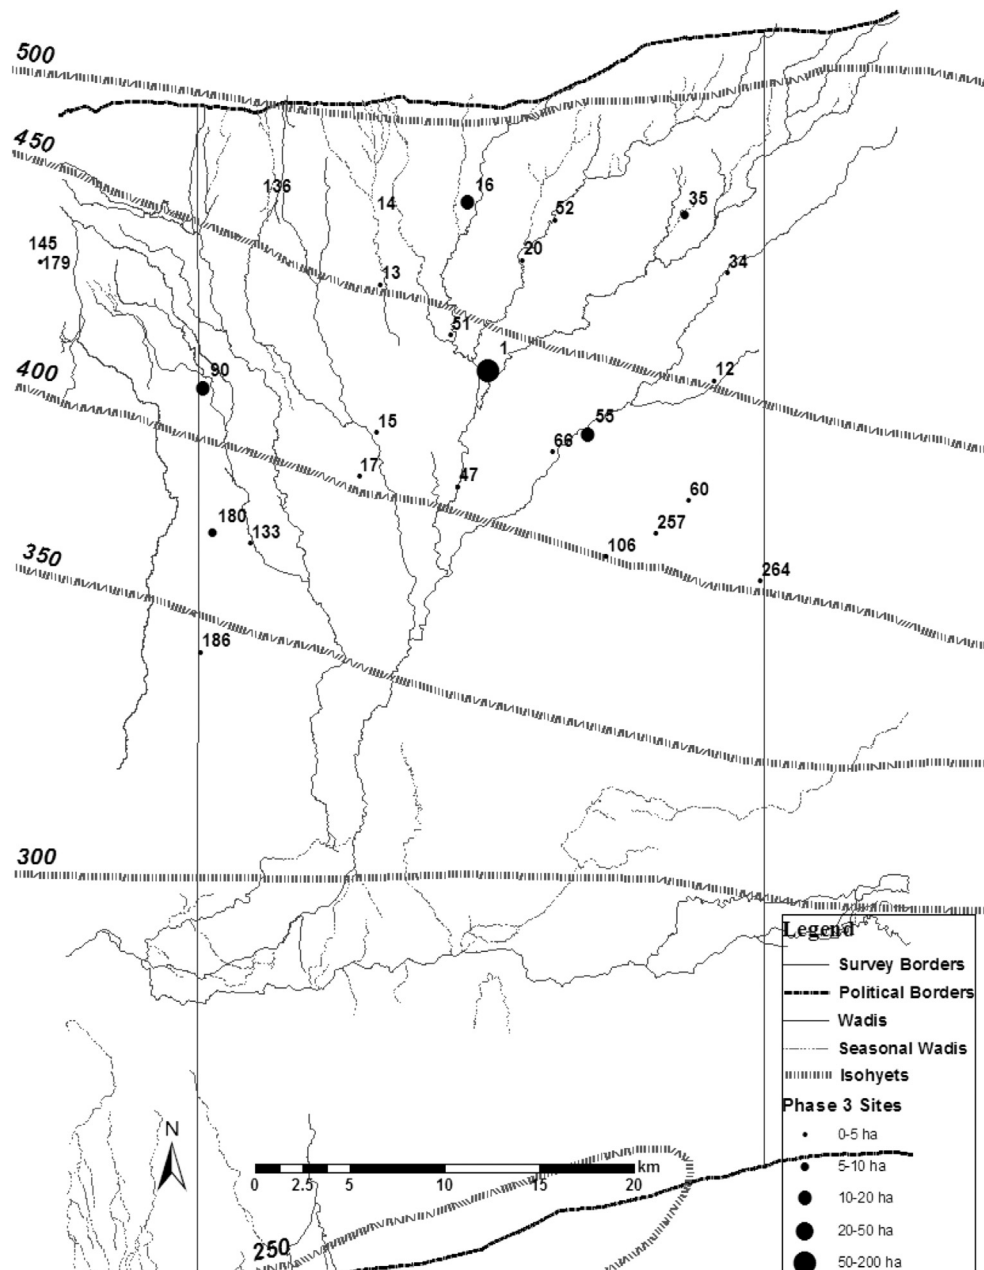 500
450
136
14
16
52
35
145
179
13
20
34
51
1
12
90
400
15
55
66
17
47
60
257
180
133
106
264
350
186
300
Legend
Survey Borders
Political Borders
Wadis
Seasonal Wadis
Isohyets
Phase 3 Sites
0-5 ha
5-10 ha
10-20 ha
20-50 ha
50-200 ha
N
km
0 2.5 5 10 15 20
250